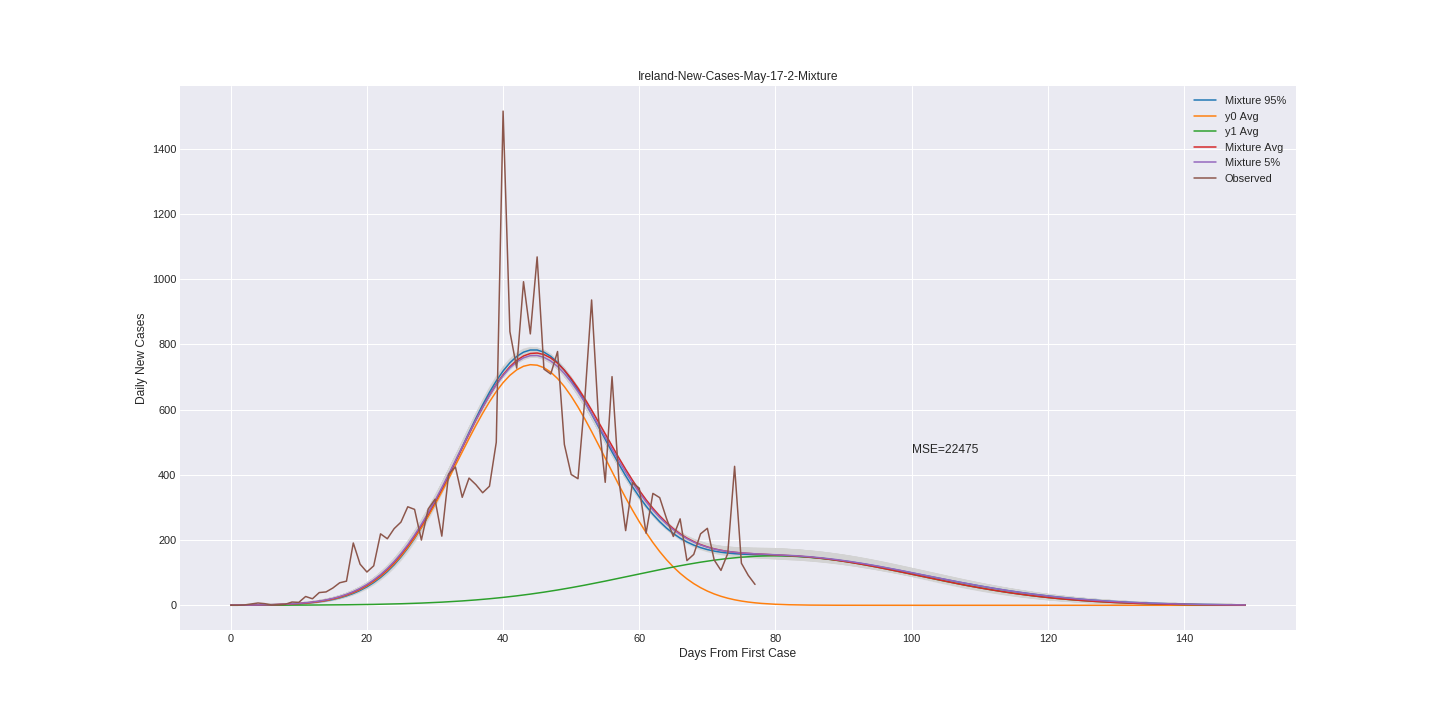 Ireland-New-Cases-May-17-2-Mixture
Mixture 95%
y0 Avg
y1 Avg
Mixture Avg
Mixture 5%
Observed
Daily New Cases
1400
1200
1000
800
600
400
200
0
MSE=22475
0 20 40 60 80 100 120 140
Days From First Case